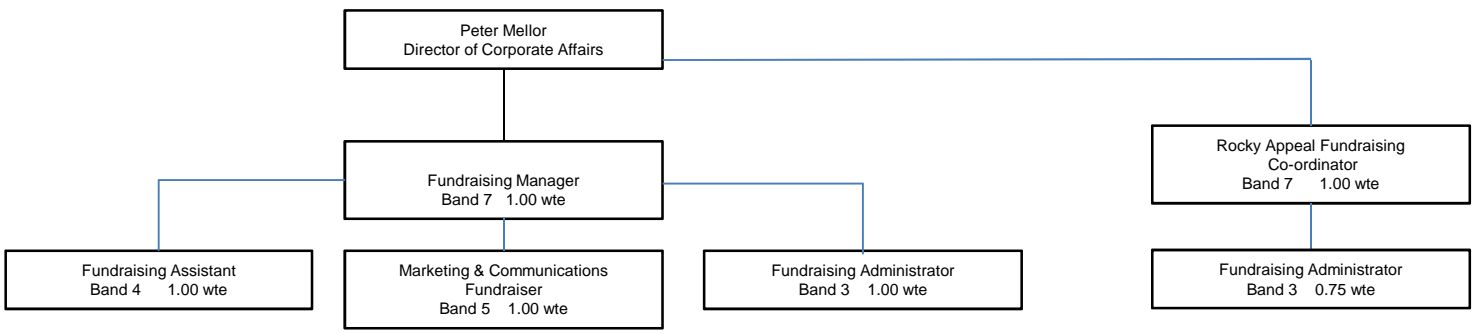 Peter Mellor
Director of Corporate Affairs
Rocky Appeal Fundraising
Co-ordinator
Band 7 1.00 wte
Fundraising Manager
Band 7 1.00 wte
Fundraising Assistant
Band 4 1.00 wte
Marketing & Communications
Fundraiser
Band 5 1.00 wte
Fundraising Administrator
Band 3 1.00 wte
Fundraising Administrator
Band 3 0.75 wte